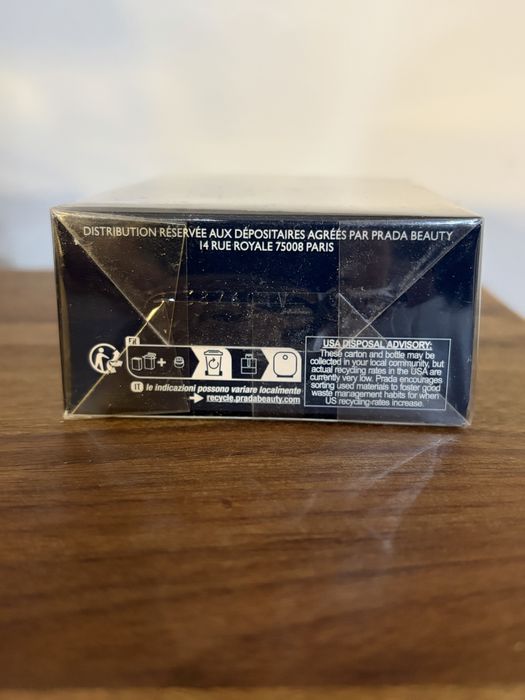 DISTRIBUTION RÉSERVÉE AUX DÉPOSITAIRES AGRÉÉS PAR PRADA BEAUTY
14 RUE ROYALE 75008 PARIS
FR
+
IT le indicazioni possono variare localmente
recycle.pradabeauty.com
USA DISPOSAL ADVISORY:
These carton and bottle may be
collected in your local community, but
actual recycling rates in the USA are
currently very low. Prada encourages
sorting used materials to foster good
waste management habits for when
US recycling-rates increase.